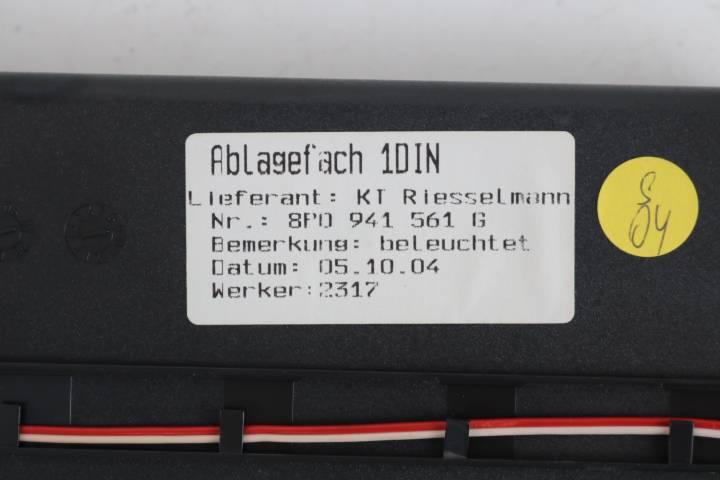 Ablagefach 1DIN
Lieferant: KT Riesselmann
Nr.: 8P0 941 561 G
Bemerkung: beleuchtet
Datum: 05.10.04
Werker:2317